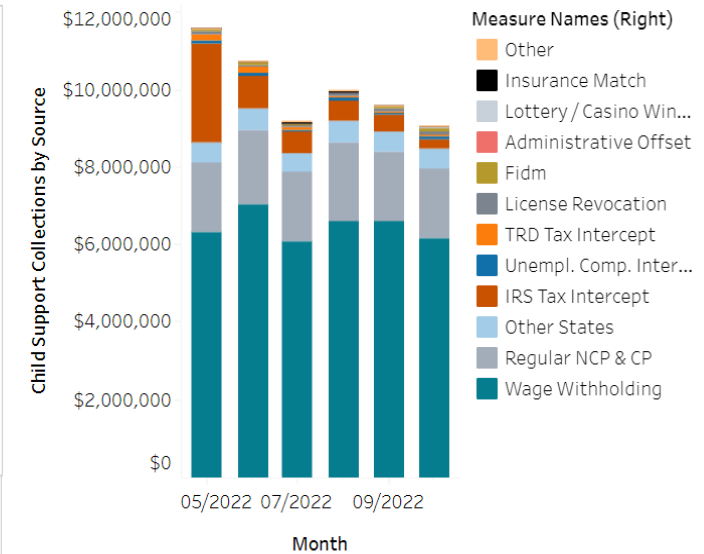 Child Support Collections by Source
$12,000,000
$10,000,000
$8,000,000
$6,000,000
$4,000,000
$2,000,000
$0
05/2022 07/2022 09/2022
Month
Measure Names (Right)
Other
Insurance Match
Lottery / Casino Win...
Administrative Offset
Fidm
License Revocation
TRD Tax Intercept
Unempl. Comp. Inter...
IRS Tax Intercept
Other States
Regular NCP & CP
Wage Withholding